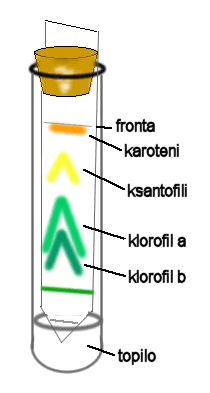 fronta
karoteni
ksantofili
klorofil a
klorofil b
topilo